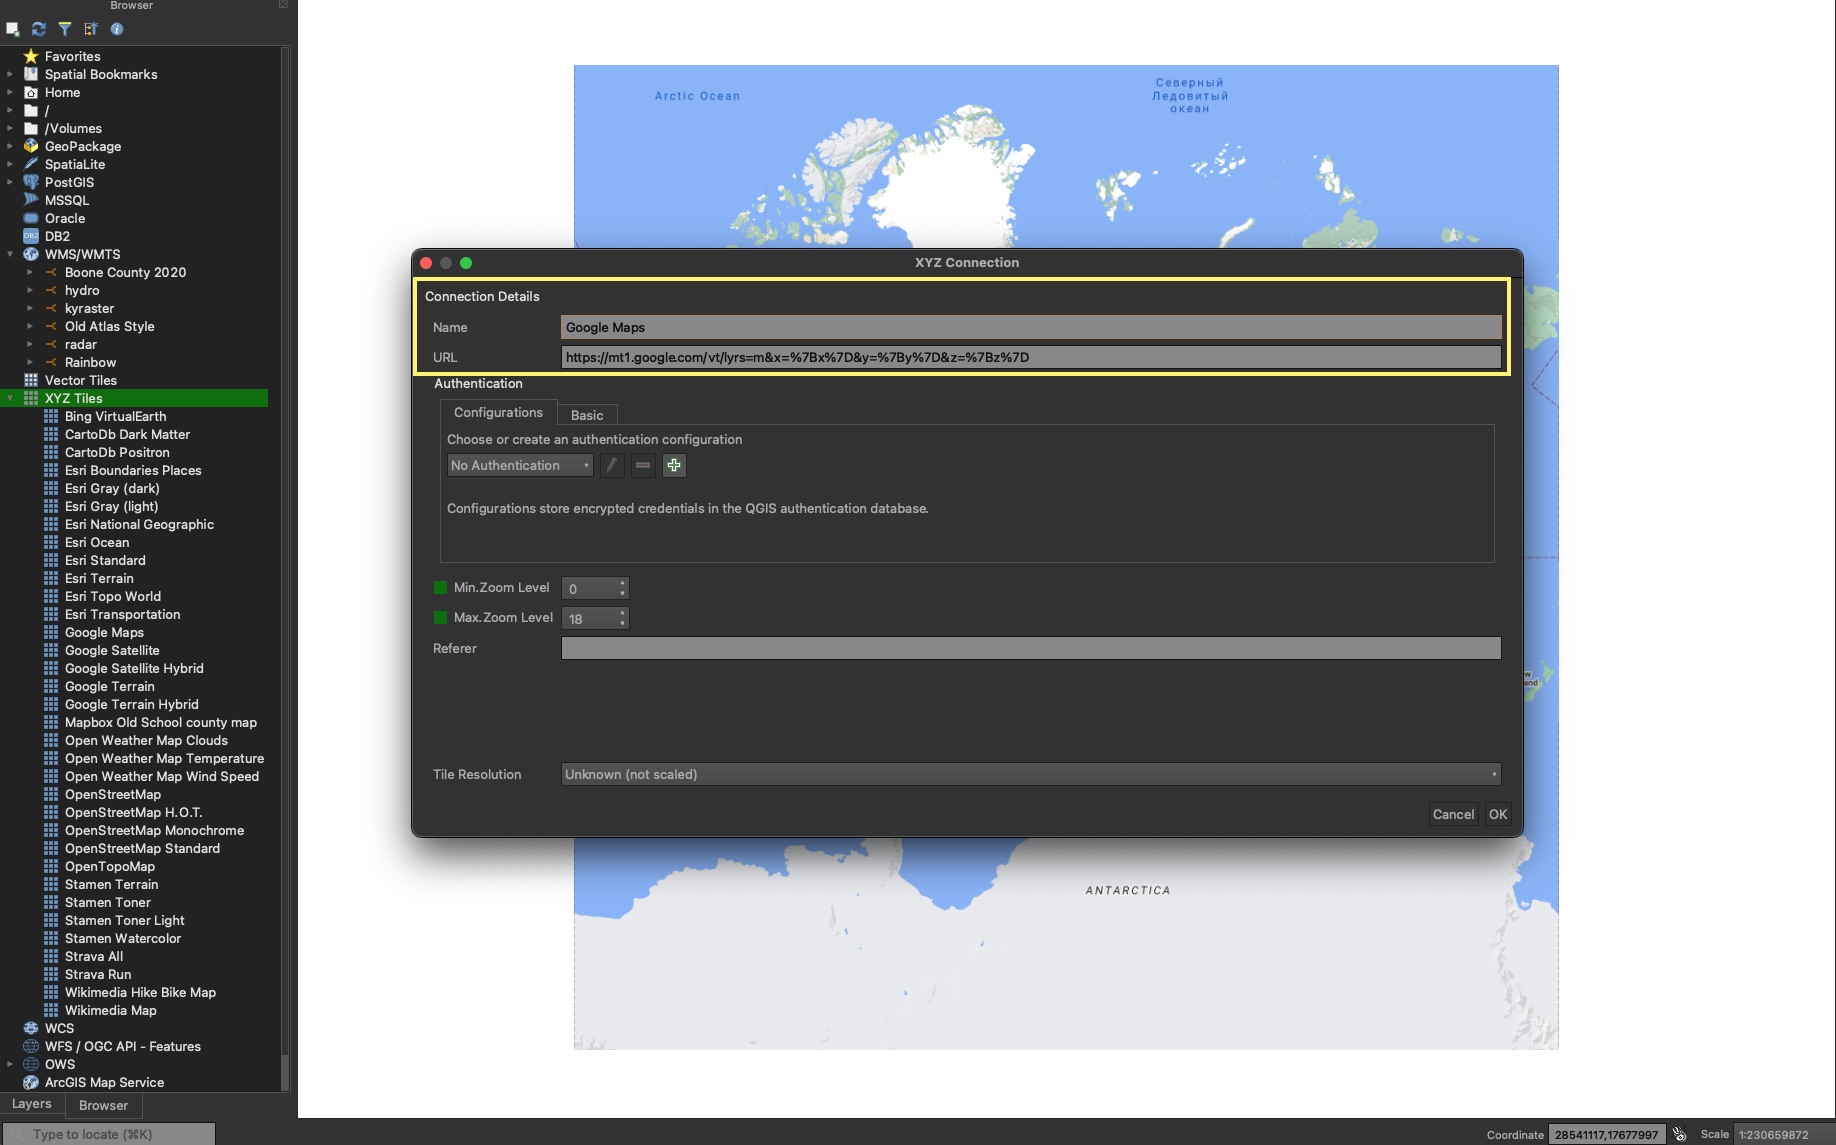 Browser
Favorites
Spatial Bookmarks
Home
/
/Volumes
GeoPackage
SpatiaLite
PostGIS
MSSQL
Oracle
DB2
DB2
WMS/WMTS
Boone County 2020
hydro
kyraster
Old Atlas Style
radar
Rainbow
Vector Tiles
XYZ Tiles
Bing VirtualEarth
CartoDb Dark Matter
CartoDb Positron
Esri Boundaries Places
Esri Gray (dark)
Esri Gray (light)
Esri National Geographic
Esri Ocean
Esri Standard
Esri Terrain
Esri Topo World
Esri Transportation
Google Maps
Google Satellite
Google Satellite Hybrid
Google Terrain
Google Terrain Hybrid
Mapbox Old School county map
Open Weather Map Clouds
Open Weather Map Temperature
Open Weather Map Wind Speed
OpenStreetMap
OpenStreetMap H.O.T.
OpenStreetMap Monochrome
OpenStreetMap Standard
OpenTopoMap
Stamen Terrain
Stamen Toner
Stamen Toner Light
Stamen Watercolor
Strava All
Strava Run
Wikimedia Hike Bike Map
Wikimedia Map
WCS
WFS / OGC API - Features
OWS
ArcGIS Map Service
Layers
Browser
Type to locate (⌘K)
Arctic Ocean
Северный
Ледовитый
океан
XYZ Connection
Connection Details
Name
Google Maps
URL
https://mt1.google.com/vt/lyrs=m&x=%7Bx%7D&y=%7By%7D&z=%7Bz%7D
Authentication
Configurations
Basic
Choose or create an authentication configuration
No Authentication
Configurations store encrypted credentials in the QGIS authentication database.
Min.Zoom Level
0
Max.Zoom Level
18
Referer
Tile Resolution
Unknown (not scaled)
Cancel
OK
ANTARCTICA
Coordinate
28541117,17677997
Scale
1:230659872